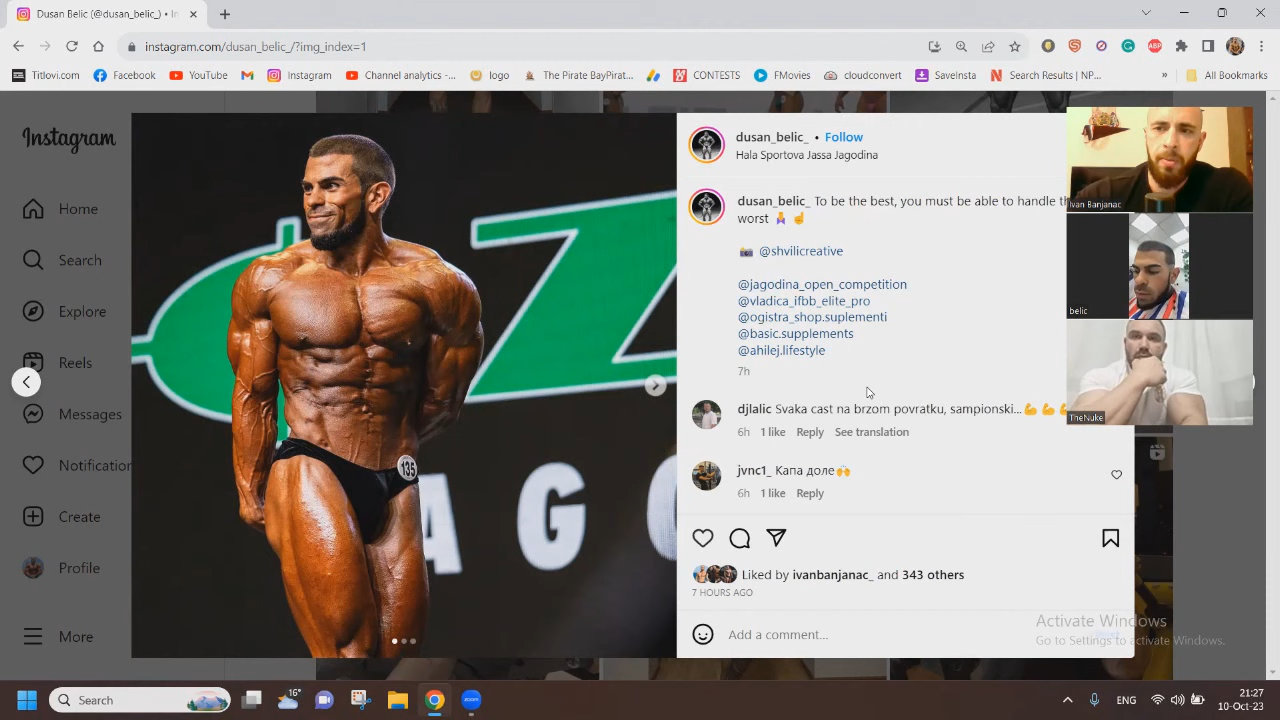 Dusan Belic (@dusan_belic_) • In
instagram.com/dusan_belic_/?img_index=1
ABP
Titlovi.com
Facebook
YouTube
Gmail
Instagram
Channel analytics -...
logo
The Pirate BayPirat...
CONTESTS
FMovies
cloudconvert
SaveInsta
Search Results | NP...
»
All Bookmarks
Instagram
Home
Search
Explore
Reels
Messages
Notification
Create
Profile
More
135
AGO
dusan_belic_ • Follow
Hala Sportova Jassa Jagodina
dusan_belic_ To be the best, you must be able to handle th
worst 🎗️☝️
📸 @shvilicreative
@jagodina_open_competition
@vladica_ifbb_elite_pro
@ogistra_shop.suplementi
@basic.supplements
@ahilej.lifestyle
7h
djlalic Svaka cast na brzom povratku, sampionski...💪💪💪
6h 1 like Reply See translation
jvnc1_ Капа доле🙌
6h 1 like Reply
Liked by ivanbanjanac_ and 343 others
7 HOURS AGO
Add a comment...
Ivan Banjanac
belic
TheNuke
Activate Windows
Go to Settings to activate Windows.
Search
16°
zoom
ENG
21:27
10-Oct-23